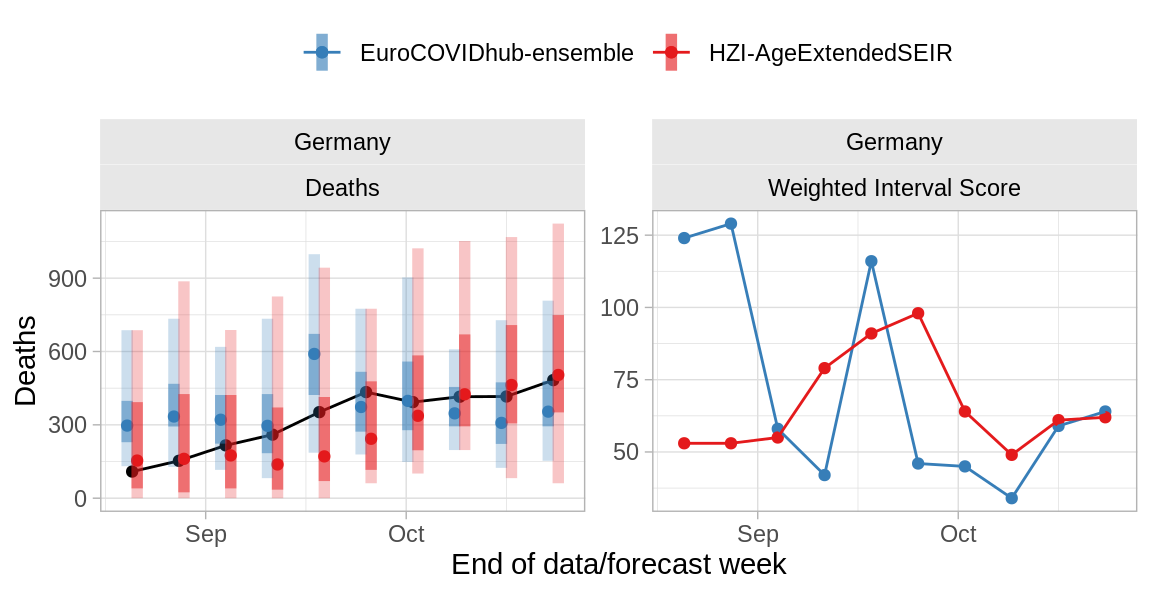 EuroCOVIDhub-ensemble HZI-AgeExtendedSEIR
Germany
Deaths
Germany
Weighted Interval Score
Deaths
900
600
300
0
Sep Oct
125
100
75
50
Sep Oct
End of data/forecast week